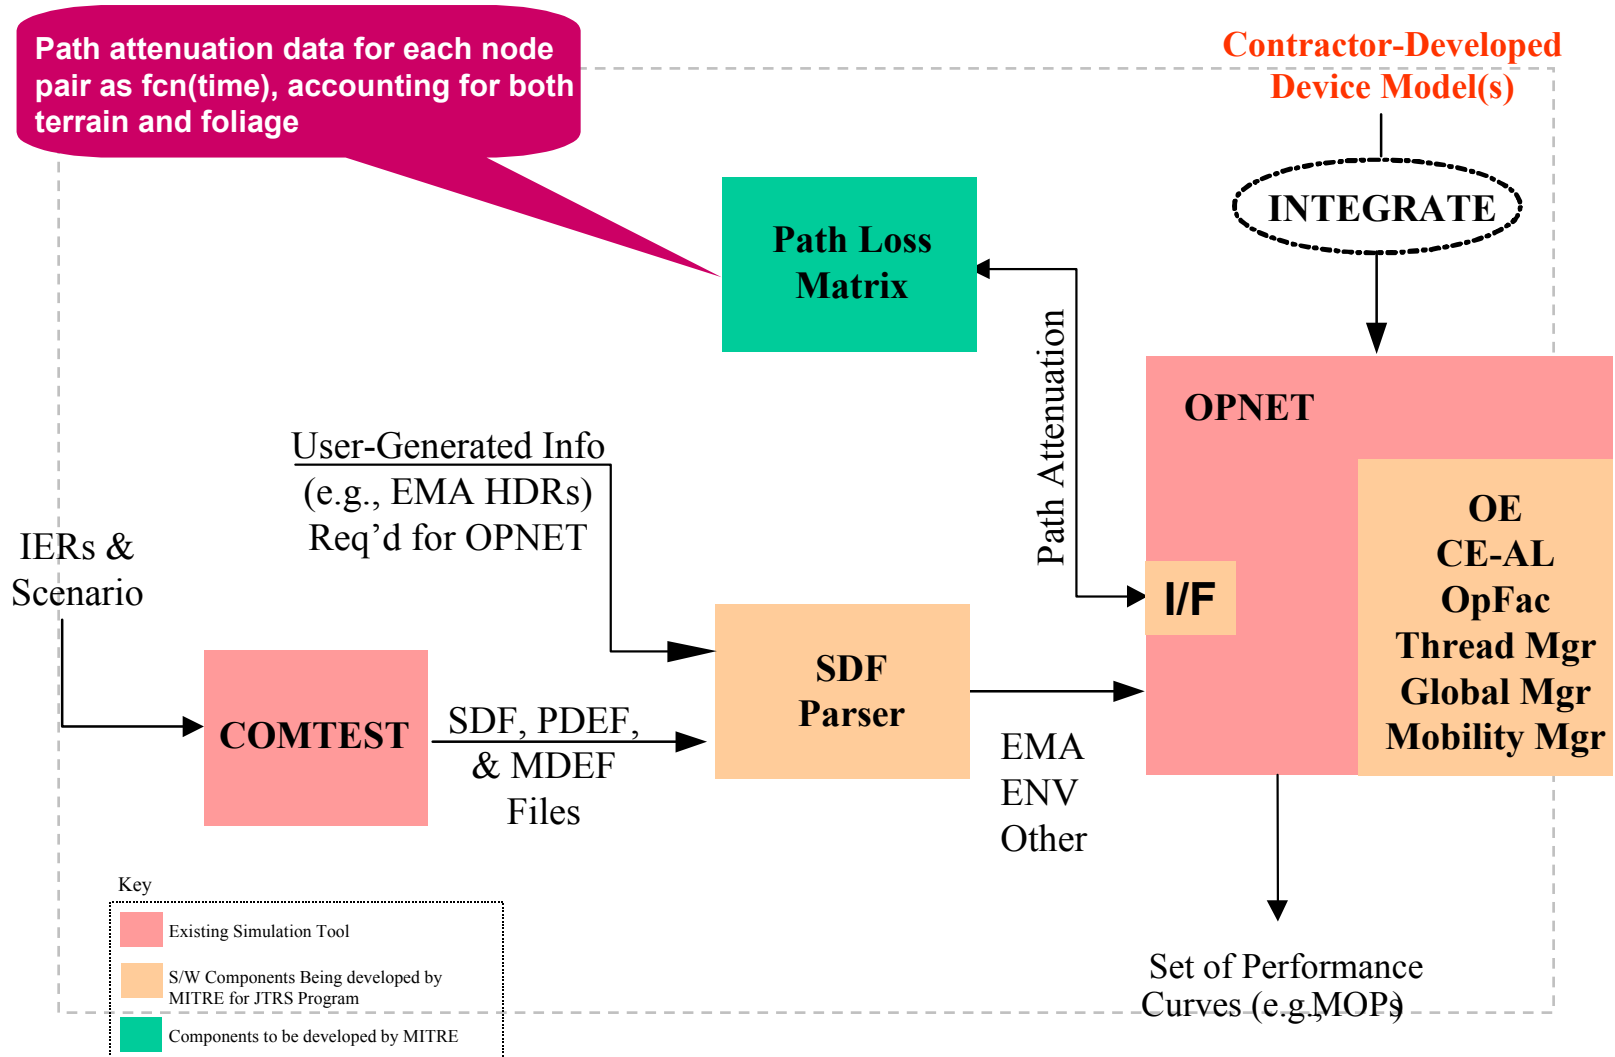 Path attenuation data for each node
pair as fcn(time), accounting for both
terrain and foliage
Contractor-Developed
Device Model(s)
INTEGRATE
Path Loss
Matrix
Path Attenuation
OPNET
OE
CE-AL
OpFac
Thread Mgr
Global Mgr
Mobility Mgr
I/F
User-Generated Info
(e.g., EMA HDRs)
Req’d for OPNET
IERs &
Scenario
COMTEST
SDF, PDEF,
& MDEF
Files
SDF
Parser
EMA
ENV
Other
Set of Performance
Curves (e.g.,MOPs)
Key
Existing Simulation Tool
S/W Components Being developed by
MITRE for JTRS Program
Components to be developed by MITRE